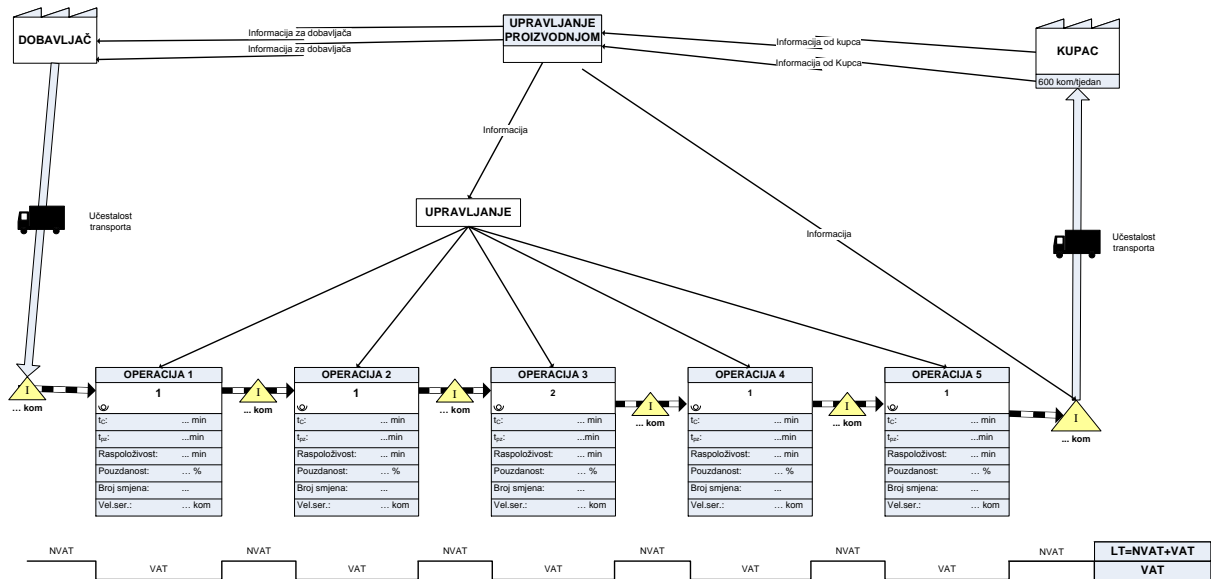 DOBAVLJAČ
Informacija za dobavljača
Informacija za dobavljača
UPRAVLJANJE
PROIZVODNJOM
Informacija od kupca
Informacija od Kupca
KUPAC
600 kom/tjedan
Informacija
UPRAVLJANJE
Informacija
Učestalost
transporta
Učestalost
transporta
I
... kom
OPERACIJA 1
1
tC: ... min
tpz: ...min
Raspoloživost: ... min
Pouzdanost: ... %
Broj smjena: ...
Vel.ser.: ... kom
I
... kom
OPERACIJA 2
1
tC: ... min
tpz: ...min
Raspoloživost: ... min
Pouzdanost: ... %
Broj smjena: ...
Vel.ser.: ... kom
I
... kom
OPERACIJA 3
2
tC: ... min
tpz: ...min
Raspoloživost: ... min
Pouzdanost: ... %
Broj smjena: ...
Vel.ser.: ... kom
I
... kom
OPERACIJA 4
1
tC: ... min
tpz: ...min
Raspoloživost: ... min
Pouzdanost: ... %
Broj smjena: ...
Vel.ser.: ... kom
I
... kom
OPERACIJA 5
1
tC: ... min
tpz: ...min
Raspoloživost: ... min
Pouzdanost: ... %
Broj smjena: ...
Vel.ser.: ... kom
I
... kom
NVAT NVAT NVAT NVAT NVAT NVAT LT=NVAT+VAT
VAT VAT VAT VAT VAT VAT